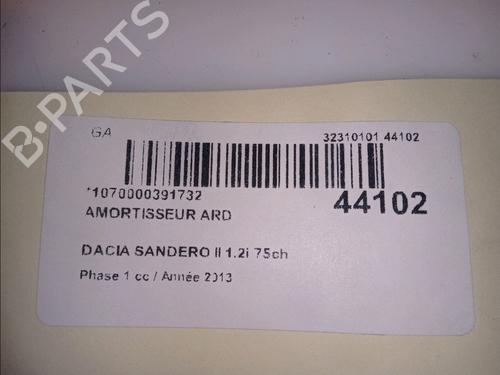 B-PARTS
GA
32310101 44102
*1070000391732
44102
AMORTISSEUR ARD
DACIA SANDERO II 1.2i 75ch
Phase 1 cc / Année 2013